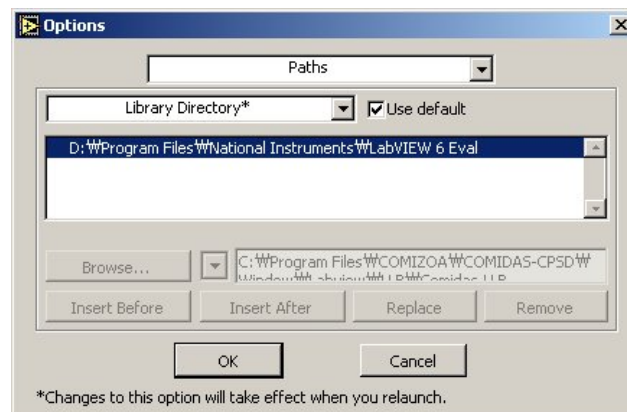 Options
Paths
Library Directory*
Use default
D:₩Program Files₩National Instruments₩LabVIEW 6 Eval
Browse...
C:₩Program Files₩COMIZOA₩COMIDAS-CPSD₩
Insert Before
Insert After
Replace
Remove
OK
Cancel
*Changes to this option will take effect when you relaunch.